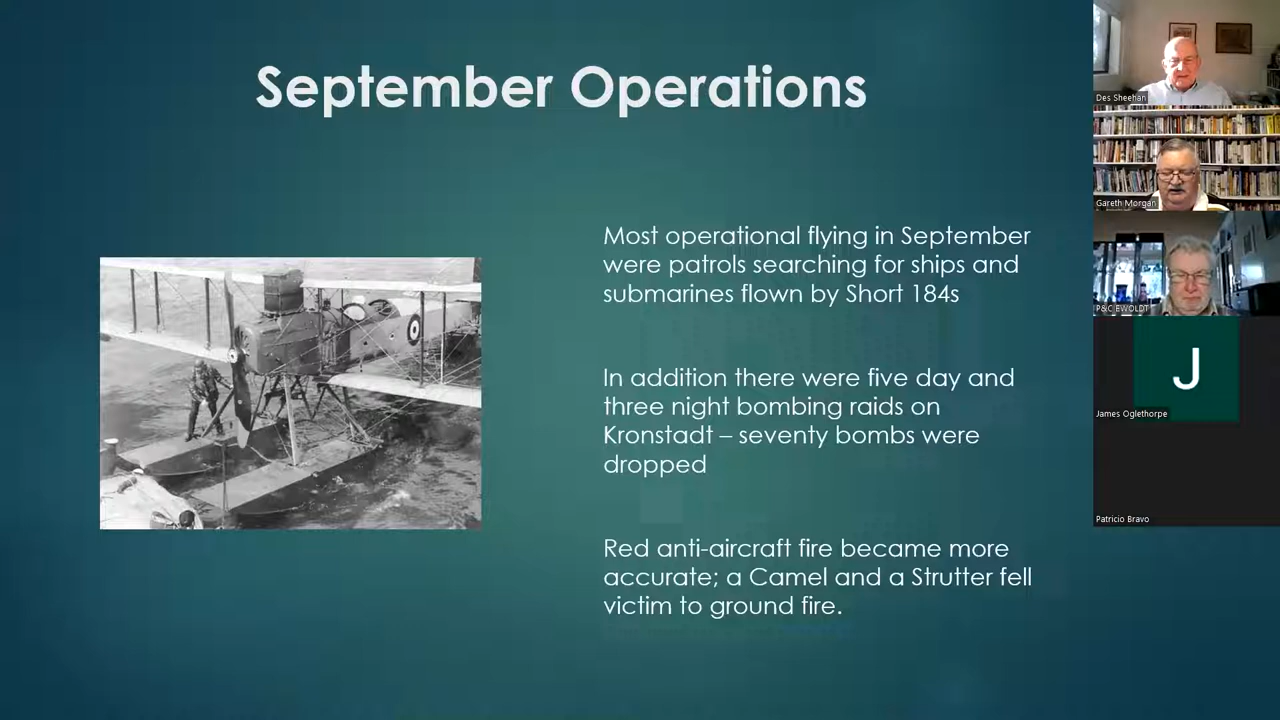 September Operations
Most operational flying in September
were patrols searching for ships and
submarines flown by Short 184s
In addition there were five day and
three night bombing raids on
Kronstadt – seventy bombs were
dropped
Red anti-aircraft fire became more
accurate; a Camel and a Strutter fell
victim to ground fire.
Des Sheehan
Gareth Morgan
P&C EWOLDT
J
James Oglethorpe
Patricio Bravo